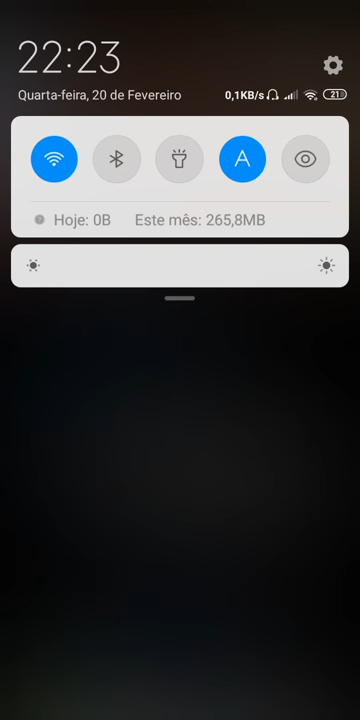 22:23
Quarta-feira, 20 de Fevereiro
0,1KB/s
21
A
Hoje: 0B Este mês: 265,8MB